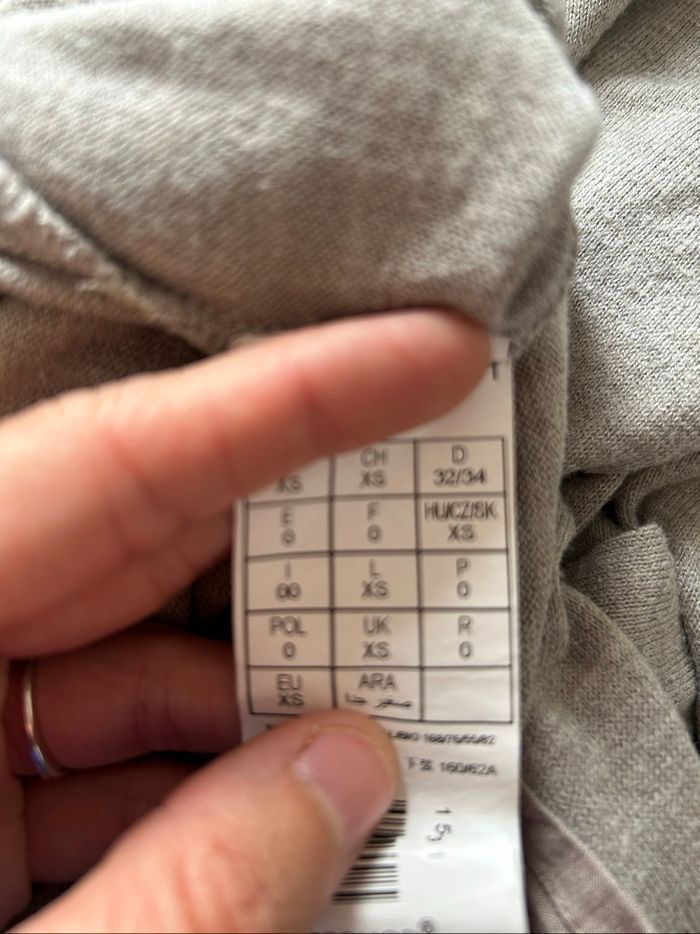 CH D
XS XS 32/34
E F HU/CZ/SK
0 0 XS
I L P
00 XS 0
POL UK R
0 XS 0
EU ARA
XS صغير جدا
160/62A